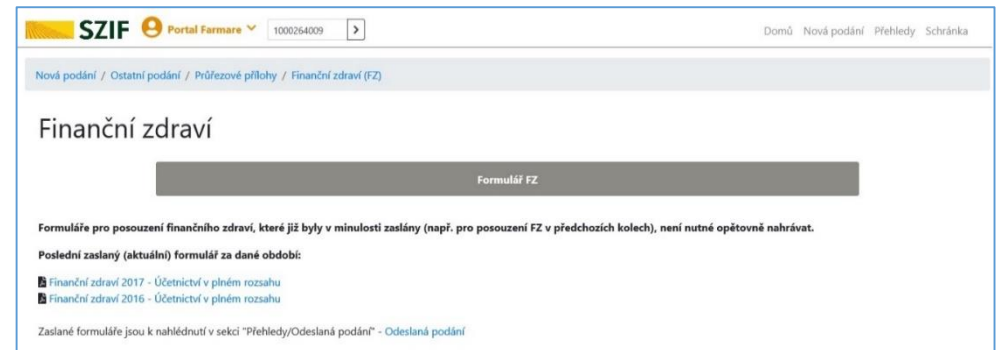 SZIF Portal Farmare 1000264009 > Domů Nová podání Přehledy Schránka
Nová podání / Ostatní podání / Průřezové přílohy / Finanční zdraví (FZ)
Finanční zdraví
Formulář FZ
Formuláře pro posouzení finančního zdraví, které již byly v minulosti zaslány (např. pro posouzení FZ v předchozích kolech), není nutné opětovně nahrávat.
Poslední zaslaný (aktuální) formulář za dané období:
Finanční zdraví 2017 - Účetnictví v plném rozsahu
Finanční zdraví 2016 - Účetnictví v plném rozsahu
Zaslané formuláře jsou k nahlédnutí v sekci "Přehledy/Odeslaná podání" - Odeslaná podání